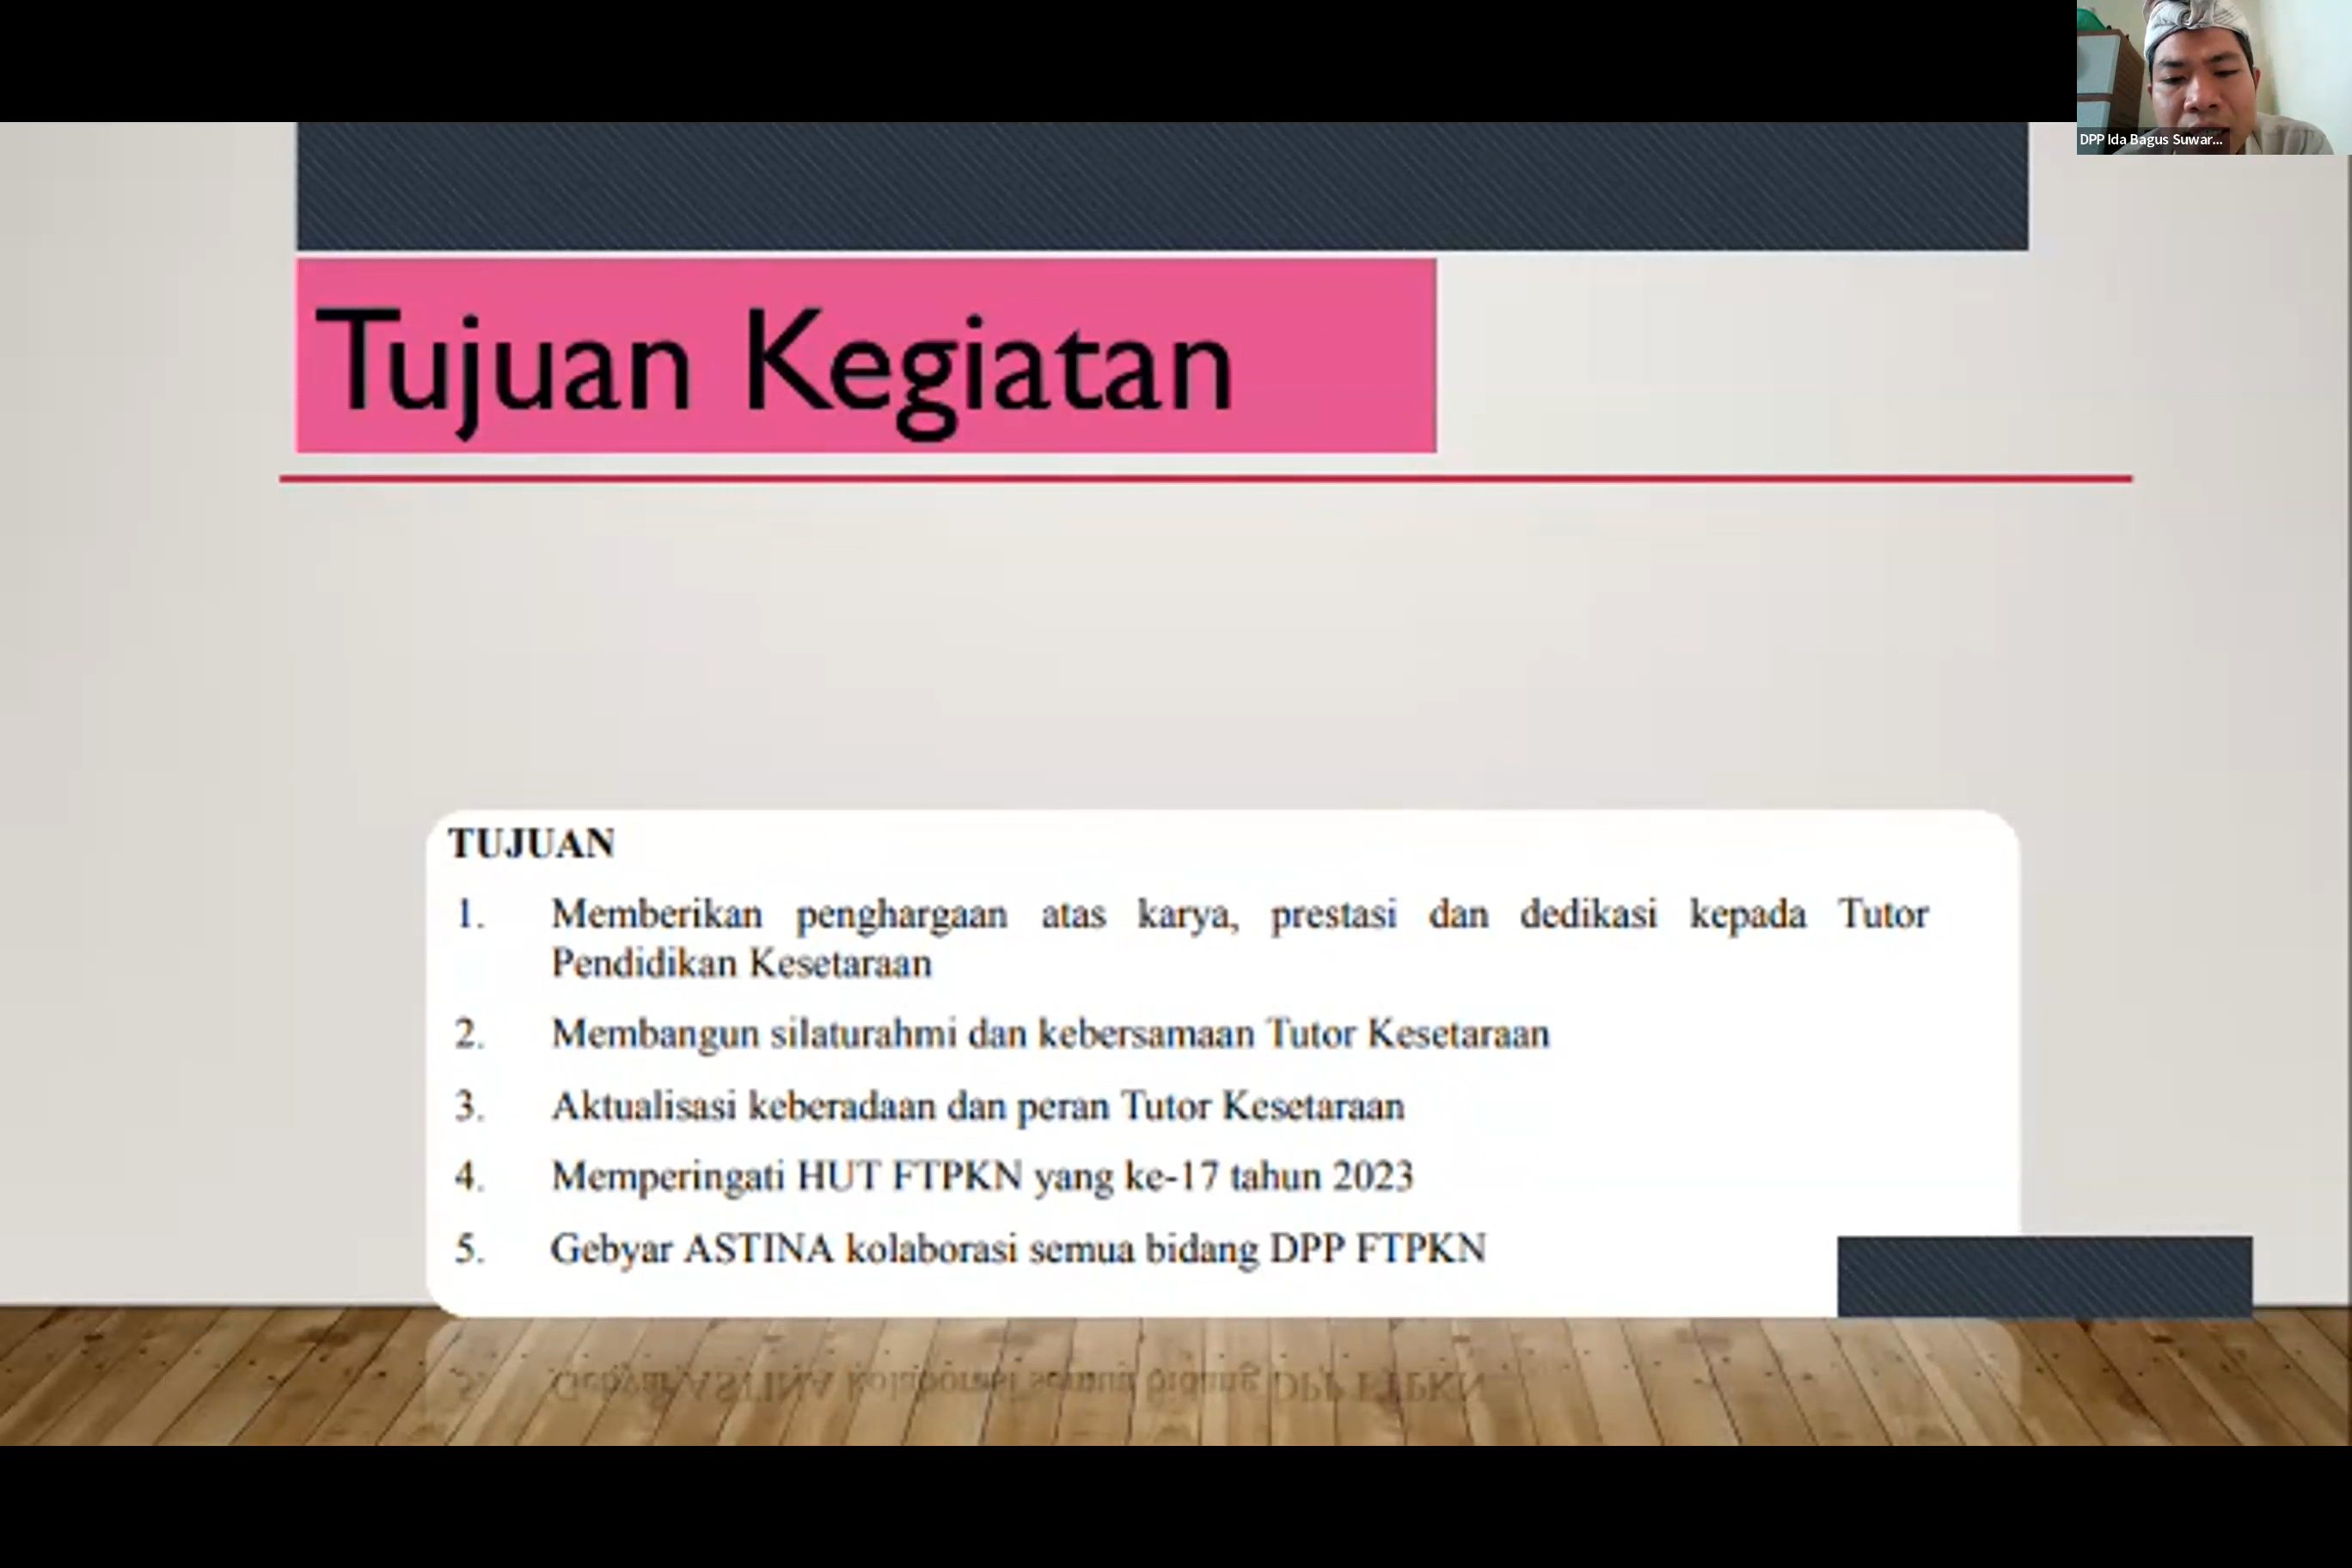 DPP Ida Bagus Suwar...
Tujuan Kegiatan
TUJUAN
1. Memberikan penghargaan atas karya, prestasi dan dedikasi kepada Tutor
Pendidikan Kesetaraan
2. Membangun silaturahmi dan kebersamaan Tutor Kesetaraan
3. Aktualisasi keberadaan dan peran Tutor Kesetaraan
4. Memperingati HUT FTPKN yang ke-17 tahun 2023
5. Gebyar ASTINA kolaborasi semua bidang DPP FTPKN